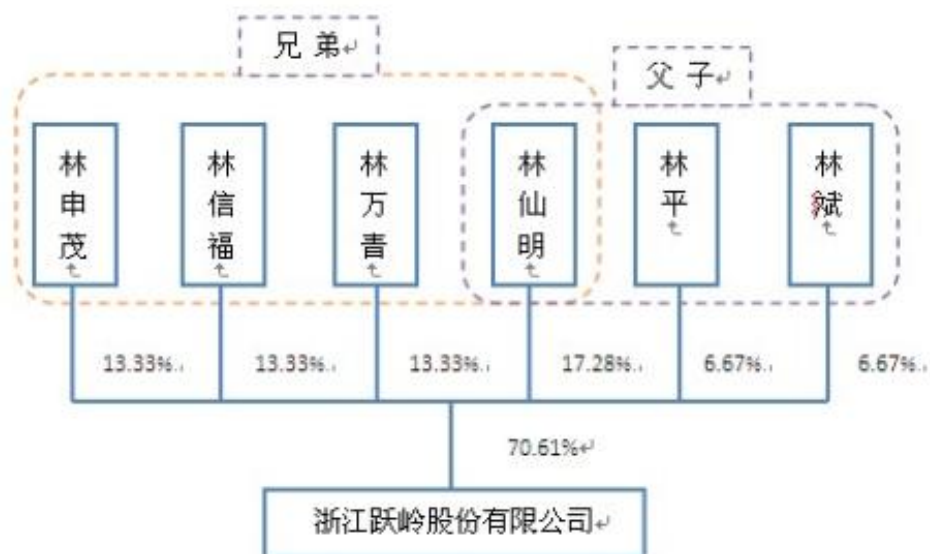 兄 弟
父 子
林申茂
林信福
林万青
林仙明
林平
林斌
13.33%
13.33%
13.33%
17.28%
6.67%
6.67%
70.61%
浙江跃岭股份有限公司